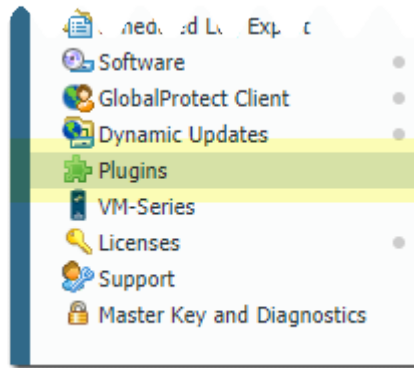 Software
GlobalProtect Client
Dynamic Updates
Plugins
VM-Series
Licenses
Support
Master Key and Diagnostics